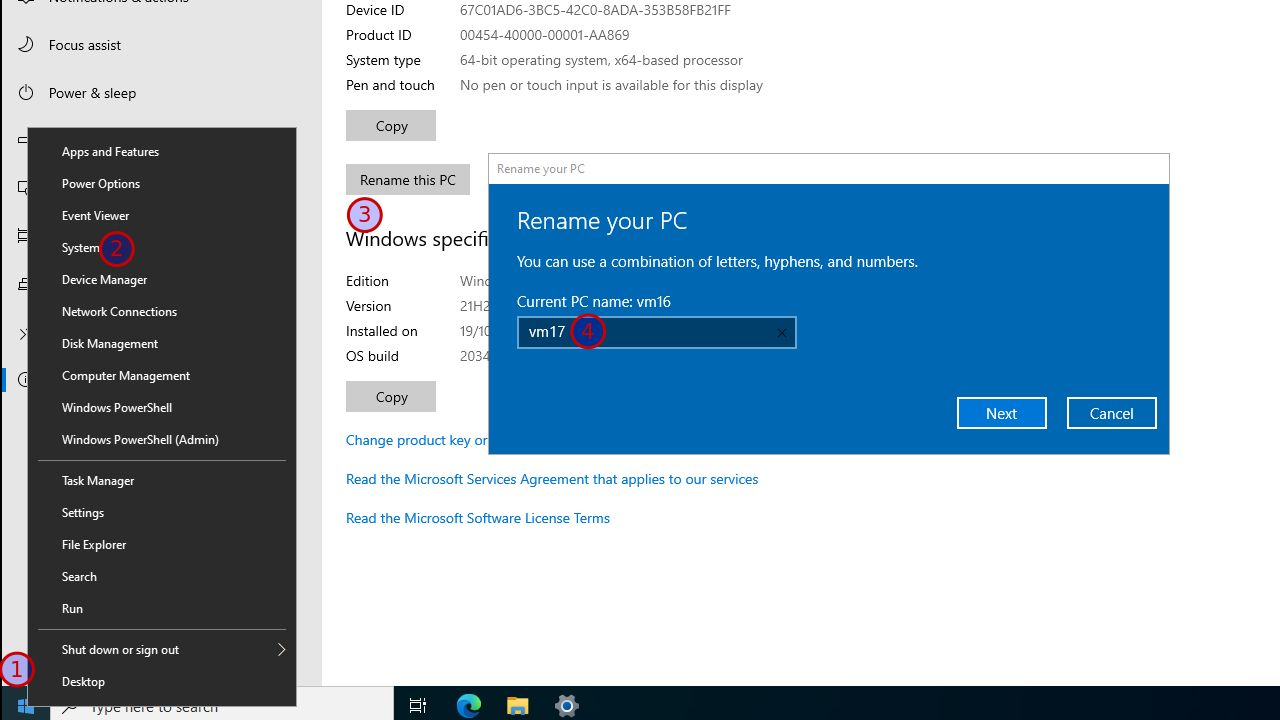 Notifications & actions
Focus assist
Power & sleep
Apps and Features
Power Options
Event Viewer
System
2
Device Manager
Network Connections
Disk Management
Computer Management
Windows PowerShell
Windows PowerShell (Admin)
Task Manager
Settings
File Explorer
Search
Run
Shut down or sign out
1
Desktop
Type here to search
Device ID 67C01AD6-3BC5-42C0-8ADA-353B58FB21FF
Product ID 00454-40000-00001-AA869
System type 64-bit operating system, x64-based processor
Pen and touch No pen or touch input is available for this display
Copy
Rename this PC
3
Windows specifi
Edition Wind
Version 21H2
Installed on 19/10
OS build 2034
Copy
Change product key or
Read the Microsoft Services Agreement that applies to our services
Read the Microsoft Software License Terms
Rename your PC
Rename your PC
You can use a combination of letters, hyphens, and numbers.
Current PC name: vm16
vm17 4
Next
Cancel